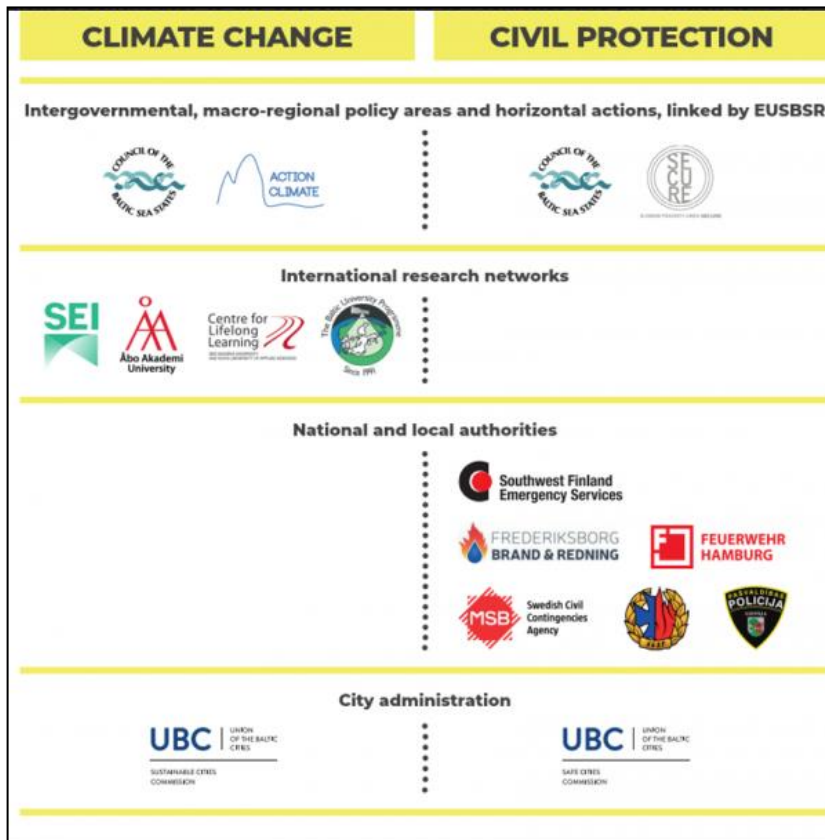 CLIMATE CHANGE
CIVIL PROTECTION
Intergovernmental, macro-regional policy areas and horizontal actions, linked by EUSBSR
COUNCIL OF THE
BALTIC SEA STATES
ACTION
CLIMATE
COUNCIL OF THE
BALTIC SEA STATES
SE
CU
RE
International research networks
SEI
Åbo Akademi
University
Centre for
Lifelong
Learning
The Baltic University Programme
Since 1991
National and local authorities
Southwest Finland
Emergency Services
FREDERIKSBORG
BRAND & REDNING
FEUERWEHR
HAMBURG
MSB
Swedish Civil
Contingencies
Agency
PAŠVALDĪBAS
POLICIJA
City administration
UBC
UNION
OF THE BALTIC
CITIES
SUSTAINABLE CITIES
COMMISSION
UBC
UNION
OF THE BALTIC
CITIES
SAFE CITIES
COMMISSION